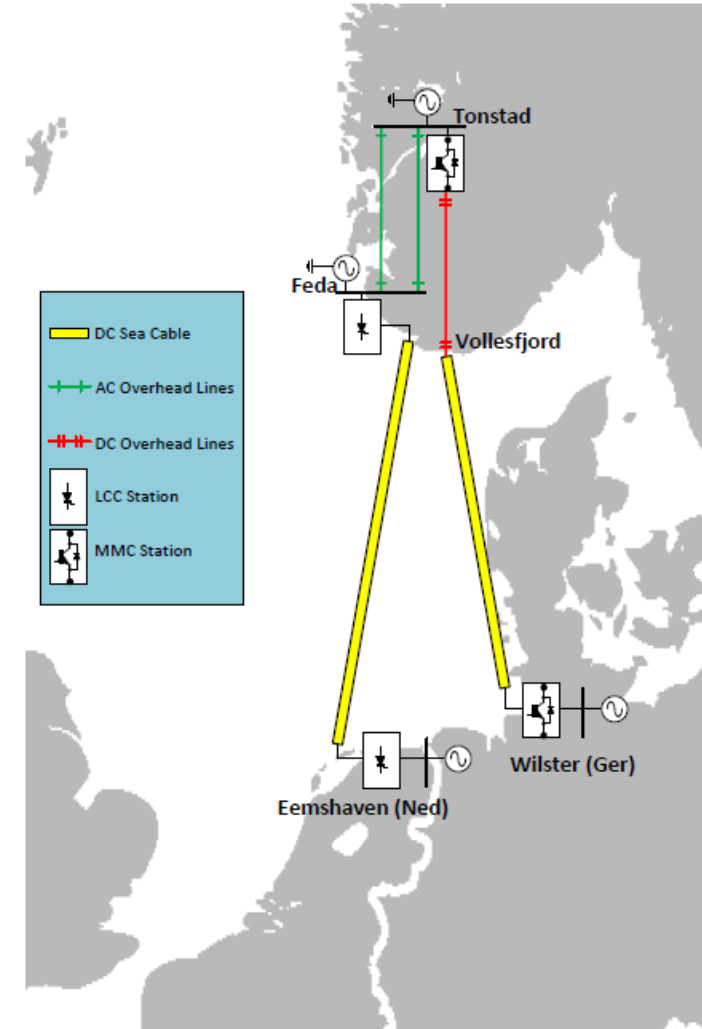 Tonstad
Feda
Vollesfjord
DC Sea Cable
AC Overhead Lines
DC Overhead Lines
LCC Station
MMC Station
Wilster (Ger)
Eemshaven (Ned)